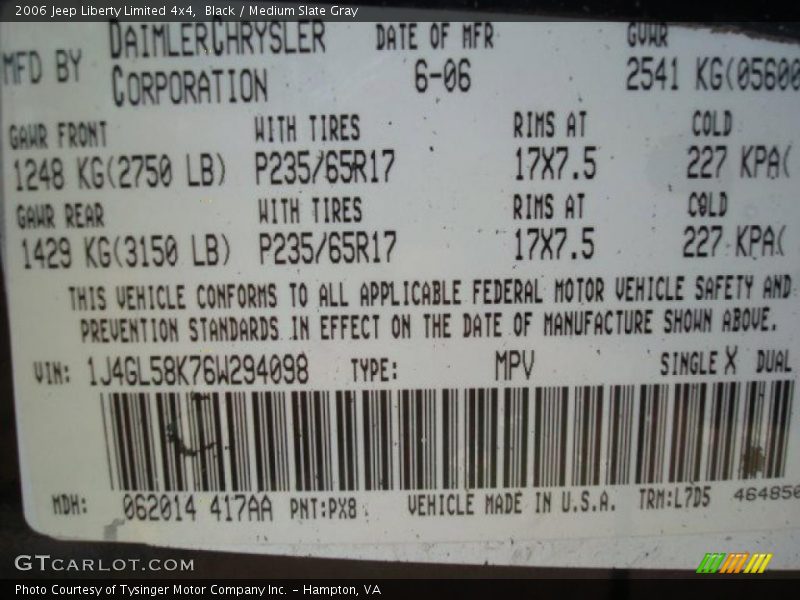 2006 Jeep Liberty Limited 4x4, Black / Medium Slate Gray
MFD BY DAIMLERCHRYSLER CORPORATION DATE OF MFR 6-06 GVWR 2541 KG(05600
GAWR FRONT WITH TIRES RIMS AT COLD
1248 KG(2750 LB) P235/65R17 17X7.5 227 KPA(
GAWR REAR WITH TIRES RIMS AT COLD
1429 KG(3150 LB) P235/65R17 17X7.5 227 KPA(
THIS VEHICLE CONFORMS TO ALL APPLICABLE FEDERAL MOTOR VEHICLE SAFETY AND
PREVENTION STANDARDS IN EFFECT ON THE DATE OF MANUFACTURE SHOWN ABOVE.
VIN: 1J4GL58K76W294098 TYPE: MPV SINGLE X DUAL
MDH: 062014 417AA PNT:PX8 VEHICLE MADE IN U.S.A. TRM:L7D5 464850
GTCARLOT.COM
Photo Courtesy of Tysinger Motor Company Inc. - Hampton, VA